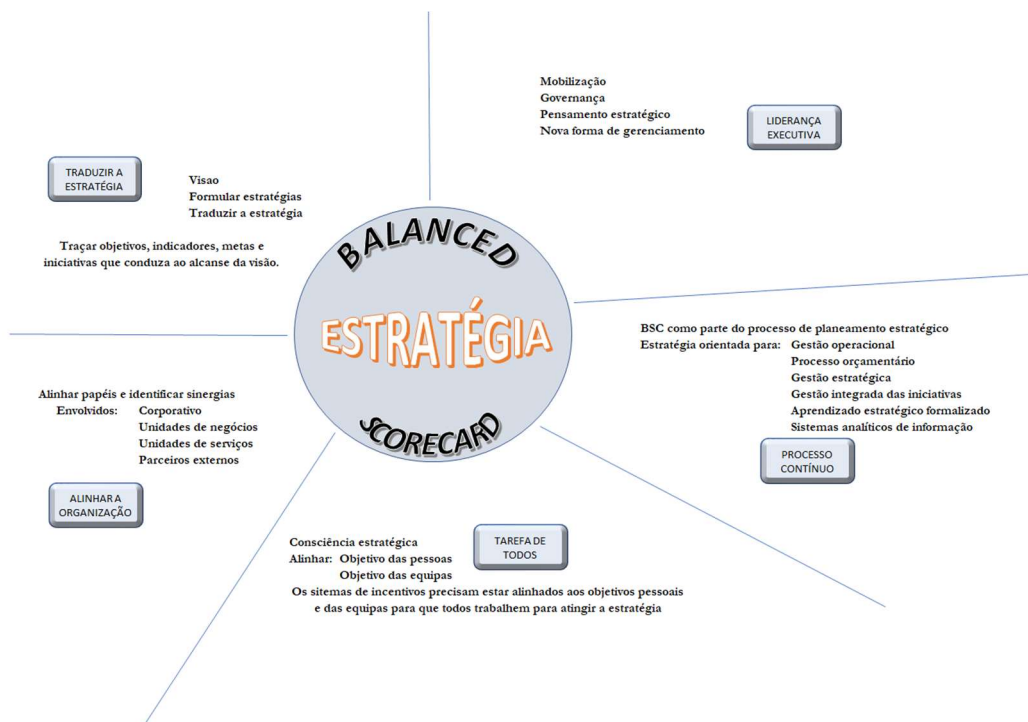 Mobilização
Governança
Pensamento estratégico
Nova forma de gerenciamento
LIDERANÇA
EXECUTIVA
TRADUZIR A
ESTRATÉGIA
Visao
Formular estratégias
Traduzir a estratégia
Traçar objetivos, indicadores, metas e
iniciativas que conduza ao alcanse da visão.
BALANCED
ESTRATÉGIA
SCORECARD
BSC como parte do processo de planeamento estratégico
Estratégia orientada para: Gestão operacional
Processo orçamentário
Gestão estratégica
Gestão integrada das iniciativas
Aprendizado estratégico formalizado
Sistemas analíticos de informação
PROCESSO
CONTÍNUO
Alinhar papéis e identificar sinergias
Envolvidos: Corporativo
Unidades de negócios
Unidades de serviços
Parceiros externos
ALINHAR A
ORGANIZAÇÃO
Consciência estratégica
Alinhar: Objetivo das pessoas
Objetivo das equipas
TAREFA DE
TODOS
Os sitemas de incentivos precisam estar alinhados aos objetivos pessoais
e das equipas para que todos trabalhem para atingir a estratégia